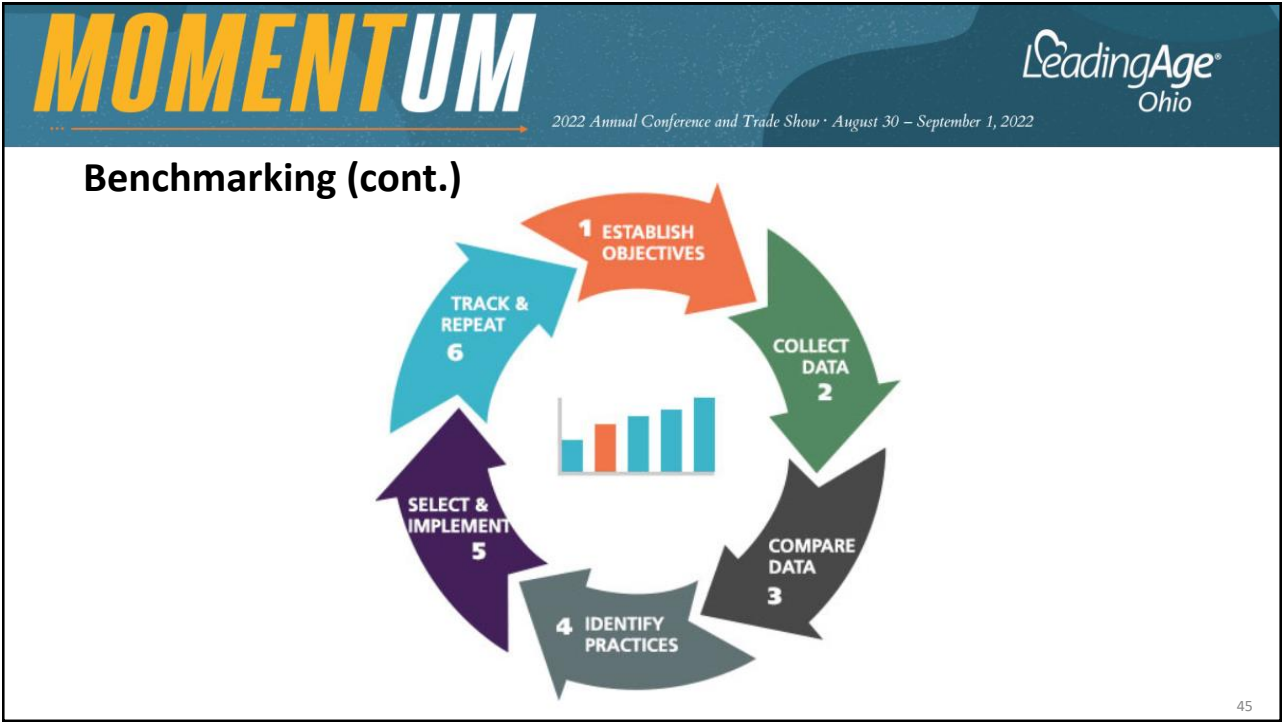 MOMENTUM
LeadingAge®
Ohio
2022 Annual Conference and Trade Show · August 30 – September 1, 2022
Benchmarking (cont.)
1 ESTABLISH
OBJECTIVES
COLLECT
DATA
2
COMPARE
DATA
3
4 IDENTIFY
PRACTICES
SELECT &
IMPLEMENT
5
TRACK &
REPEAT
6
45